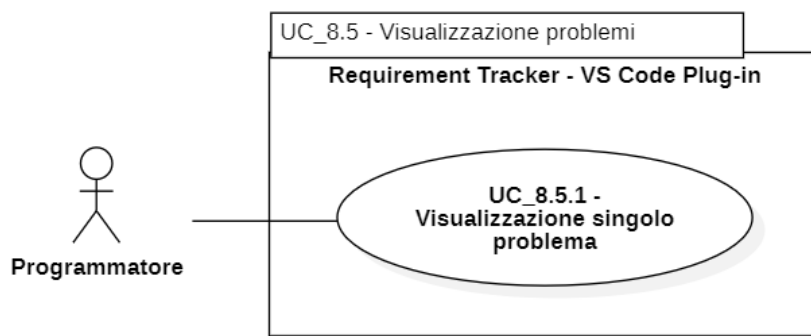 UC_8.5 - Visualizzazione problemi
Requirement Tracker - VS Code Plug-in
UC_8.5.1 -
Visualizzazione singolo
problema
Programmatore